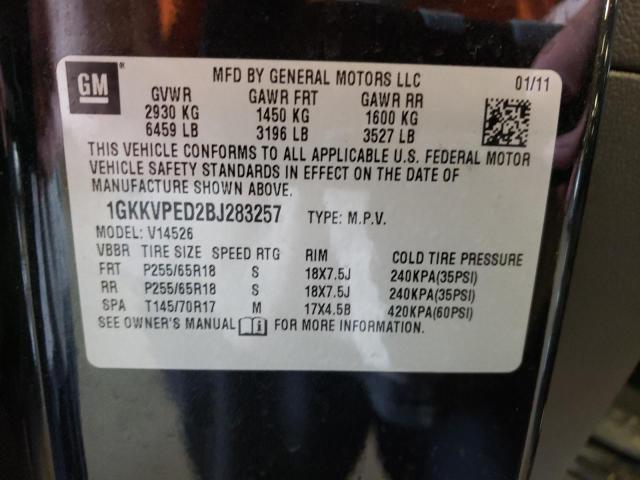 GM
MFD BY GENERAL MOTORS LLC 01/11
GVWR GAWR FRT GAWR RR
2930 KG 1450 KG 1600 KG
6459 LB 3196 LB 3527 LB
THIS VEHICLE CONFORMS TO ALL APPLICABLE U.S. FEDERAL MOTOR
VEHICLE SAFETY STANDARDS IN EFFECT ON THE DATE OF
MANUFACTURE SHOWN ABOVE.
1GKKVPED2BJ283257 TYPE: M.P.V.
MODEL: V14526
VBBR TIRE SIZE SPEED RTG RIM COLD TIRE PRESSURE
FRT P255/65R18 S 18X7.5J 240KPA(35PSI)
RR P255/65R18 S 18X7.5J 240KPA(35PSI)
SPA T145/70R17 M 17X4.5B 420KPA(60PSI)
SEE OWNER'S MANUAL FOR MORE INFORMATION.